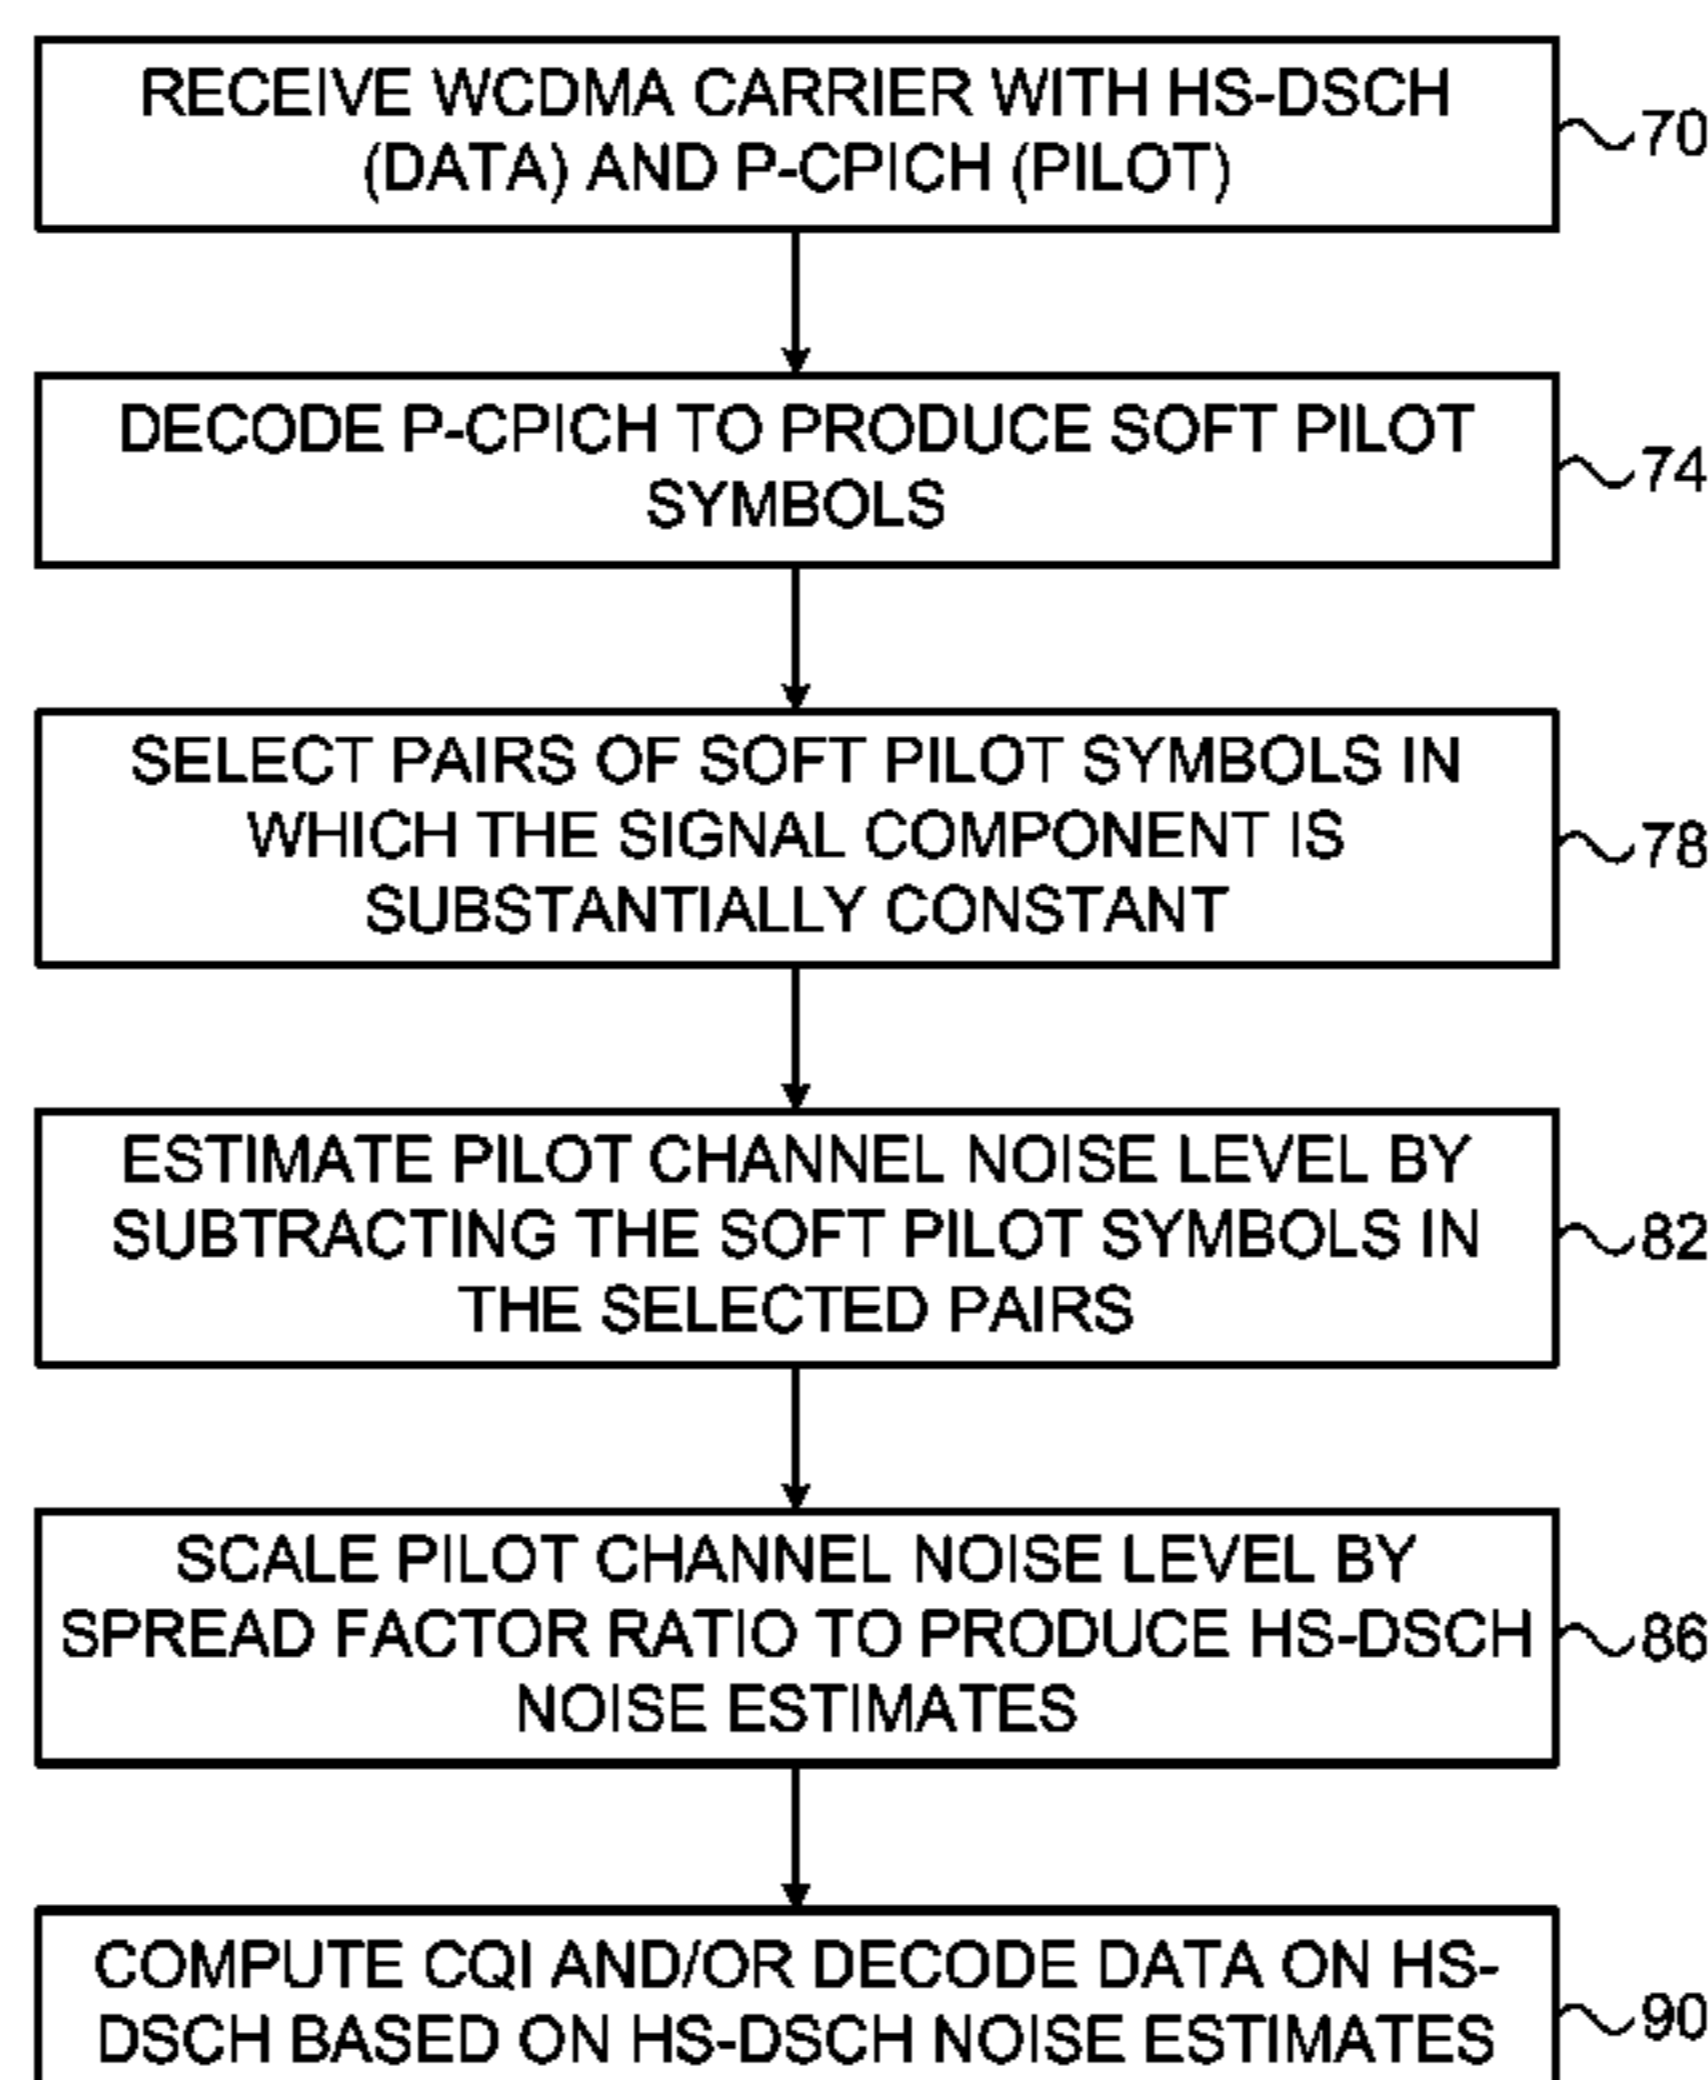 RECEIVE WCDMA CARRIER WITH HS-DSCH
(DATA) AND P-CPICH (PILOT)
70
DECODE P-CPICH TO PRODUCE SOFT PILOT
SYMBOLS
74
SELECT PAIRS OF SOFT PILOT SYMBOLS IN
WHICH THE SIGNAL COMPONENT IS
SUBSTANTIALLY CONSTANT
78
ESTIMATE PILOT CHANNEL NOISE LEVEL BY
SUBTRACTING THE SOFT PILOT SYMBOLS IN
THE SELECTED PAIRS
82
SCALE PILOT CHANNEL NOISE LEVEL BY
SPREAD FACTOR RATIO TO PRODUCE HS-DSCH
NOISE ESTIMATES
86
COMPUTE CQI AND/OR DECODE DATA ON HS-
DSCH BASED ON HS-DSCH NOISE ESTIMATES
90